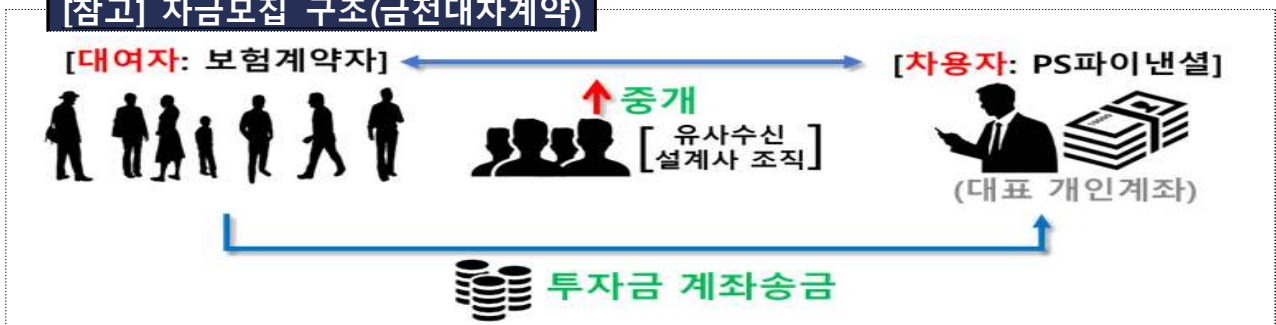 [참고] 자금모집 구조(금전대차계약)
[대여자: 보험계약자]
[차용자: PS파이낸셜]
중개
[유사수신
설계사 조직]
(대표 개인계좌)
투자금 계좌송금